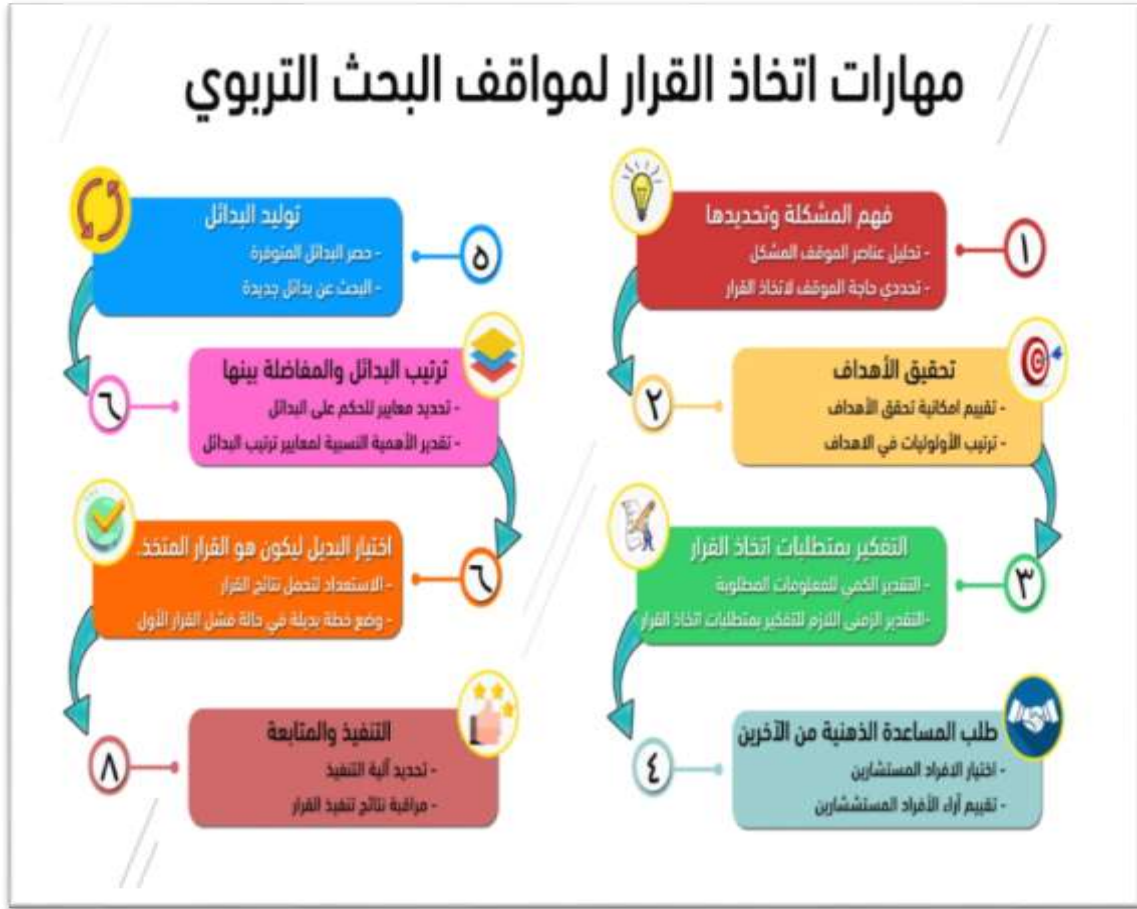 مهارات اتخاذ القرار لمواقف البحث التربوي
١
فهم المشكلة وتحديدها
- تحليل عناصر الموقف المشكل
- تحددي حاجة الموقف لاتخاذ القرار
٢
تحقيق الأهداف
- تقييم امكانية تحقق الأهداف
- ترتيب الأولوليات في الاهداف
٣
التفكير بمتطلبات اتخاذ القرار
- التقدير الكمي للمعلومات المطلوبة
-التقدير الزمني اللازم للتفكير بمتطلبات اتخاذ القرار
٤
طلب المساعدة الذهنية من الآخرين
- اختيار الافراد المستشارين
- تقييم آراء الأفراد المستششارين
٥
توليد البدائل
- حصر البدائل المتوفرة
- البحث عن بدائل جديدة
٦
ترتيب البدائل والمفاضلة بينها
- تحديد معايير للحكم على البدائل
- تقدير الأهمية النسبية لمعايير ترتيب البدائل
٦
اختيار البديل ليكون هو القرار المتخذ.
- الاستعداد لتحمل نتائج القرار
- وضع خطة بديلة في حالة فشل القرار الأول
٨
التنفيذ والمتابعة
- تحديد آلية التنفيذ
- مراقبة نتائج تنفيذ القرار